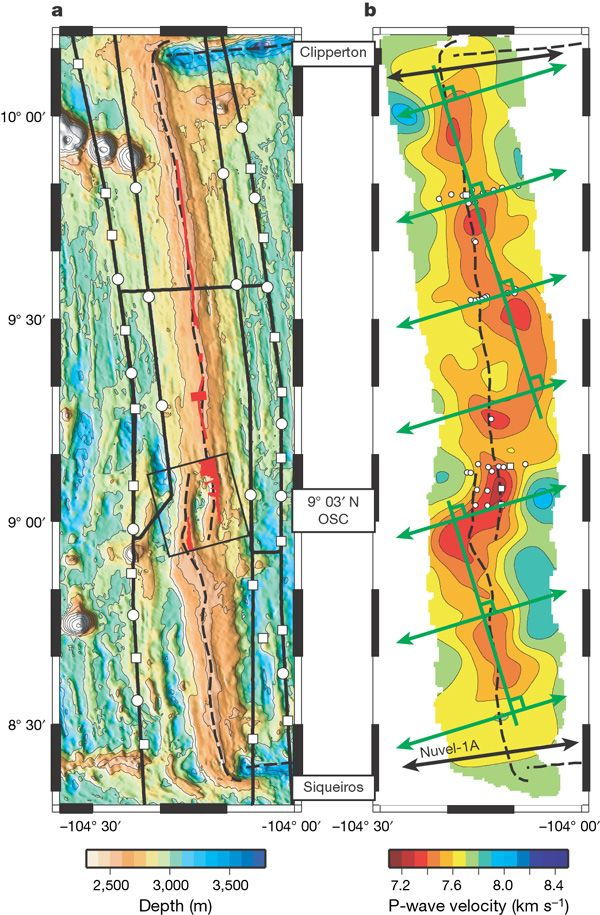 a
b
Clipperton
10° 00′
9° 30′
9° 03′ N
OSC
9° 00′
8° 30′
Nuvel-1A
Siqueiros
−104° 30′
−104° 00′
−104° 30′
−104° 00′
2,500
3,000
3,500
Depth (m)
7.2
7.6
8.0
8.4
P-wave velocity (km s⁻¹)